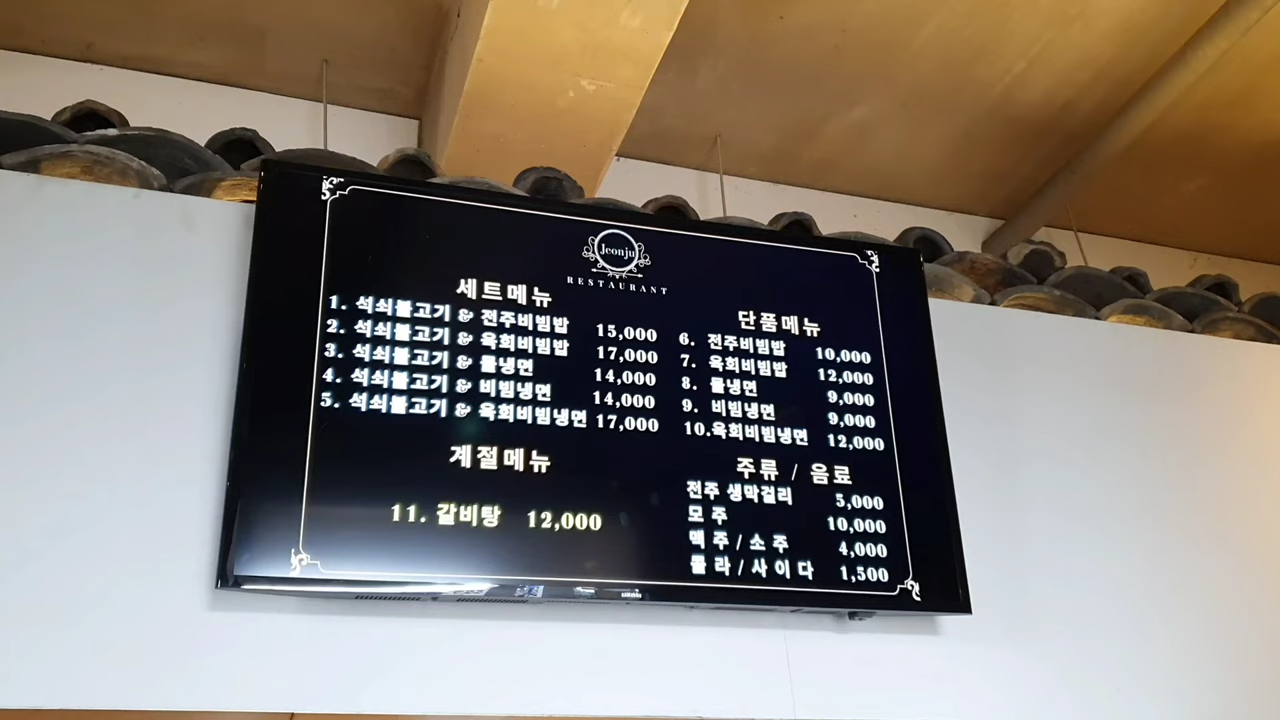 Jeonju
RESTAURANT
세트메뉴
1. 석쇠불고기 & 전주비빔밥 15,000
2. 석쇠불고기 & 육회비빔밥 17,000
3. 석쇠불고기 & 물냉면 14,000
4. 석쇠불고기 & 비빔냉면 14,000
5. 석쇠불고기 & 육회비빔냉면 17,000
계절메뉴
11. 갈비탕 12,000
단품메뉴
6. 전주비빔밥 10,000
7. 육회비빔밥 12,000
8. 물냉면 9,000
9. 비빔냉면 9,000
10.육회비빔냉면 12,000
주류 / 음료
전주 생막걸리 5,000
모 주 10,000
맥 주 / 소 주 4,000
콜 라 / 사 이 다 1,500